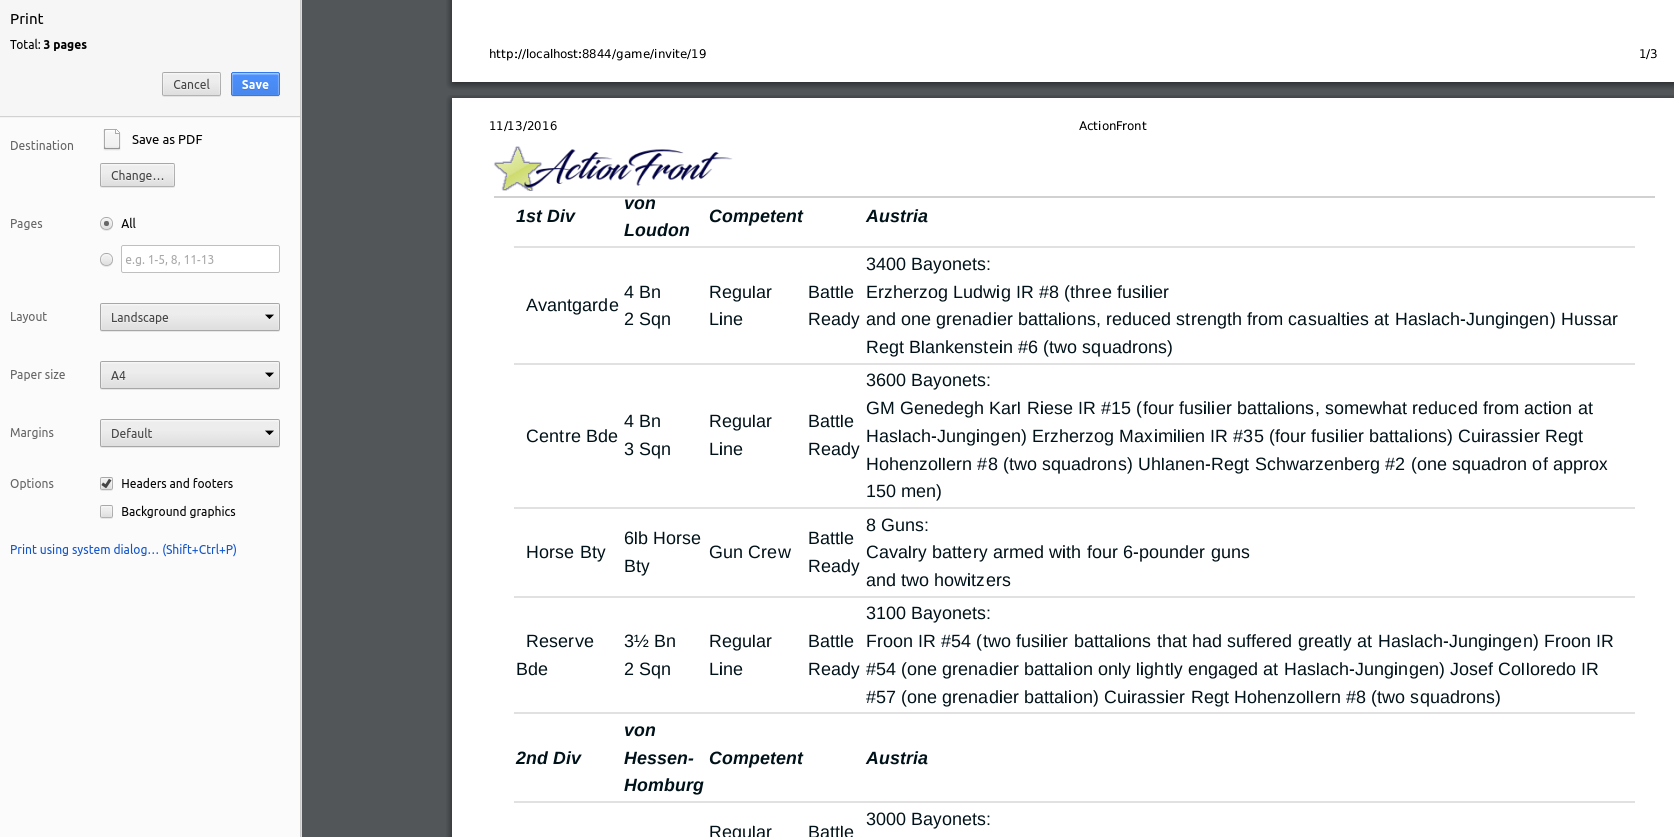 Print
Total: 3 pages
Cancel
Save
Destination
Save as PDF
Change...
Pages
All
e.g. 1-5, 8, 11-13
Layout
Landscape
Paper size
A4
Margins
Default
Options
Headers and footers
Background graphics
Print using system dialog... (Shift+Ctrl+P)
http://localhost:8844/game/invite/19
1/3
11/13/2016
ActionFront
Action Front
1st Div
von
Loudon
Competent
Austria
Avantgarde
4 Bn
2 Sqn
Regular
Line
Battle
Ready
3400 Bayonets:
Erzherzog Ludwig IR #8 (three fusilier
and one grenadier battalions, reduced strength from casualties at Haslach-Jungingen) Hussar
Regt Blankenstein #6 (two squadrons)
Centre Bde
4 Bn
3 Sqn
Regular
Line
Battle
Ready
3600 Bayonets:
GM Genedegh Karl Riese IR #15 (four fusilier battalions, somewhat reduced from action at
Haslach-Jungingen) Erzherzog Maximilien IR #35 (four fusilier battalions) Cuirassier Regt
Hohenzollern #8 (two squadrons) Uhlanen-Regt Schwarzenberg #2 (one squadron of approx
150 men)
Horse Bty
6lb Horse
Bty
Gun Crew
Battle
Ready
8 Guns:
Cavalry battery armed with four 6-pounder guns
and two howitzers
Reserve
Bde
3½ Bn
2 Sqn
Regular
Line
Battle
Ready
3100 Bayonets:
Froon IR #54 (two fusilier battalions that had suffered greatly at Haslach-Jungingen) Froon IR
#54 (one grenadier battalion only lightly engaged at Haslach-Jungingen) Josef Colloredo IR
#57 (one grenadier battalion) Cuirassier Regt Hohenzollern #8 (two squadrons)
2nd Div
von
Hessen-
Homburg
Competent
Austria
Regular
Battle
3000 Bayonets: